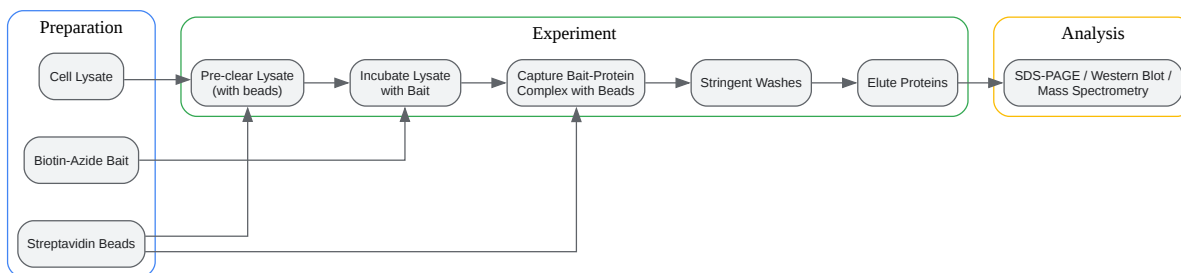 Preparation
Cell Lysate
Biotin-Azide Bait
Streptavidin Beads
Experiment
Pre-clear Lysate
(with beads)
Incubate Lysate
with Bait
Capture Bait-Protein
Complex with Beads
Stringent Washes
Elute Proteins
Analysis
SDS-PAGE / Western Blot /
Mass Spectrometry